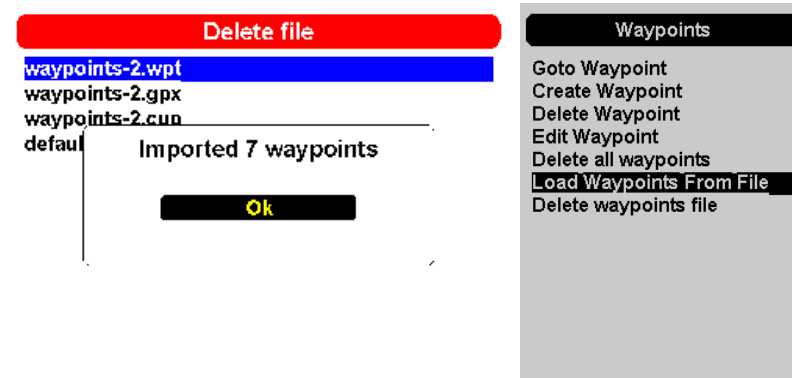 Delete file
waypoints-2.wpt
waypoints-2.gpx
waypoints-2.cup
defaul
Imported 7 waypoints
Ok
Waypoints
Goto Waypoint
Create Waypoint
Delete Waypoint
Edit Waypoint
Delete all waypoints
Load Waypoints From File
Delete waypoints file